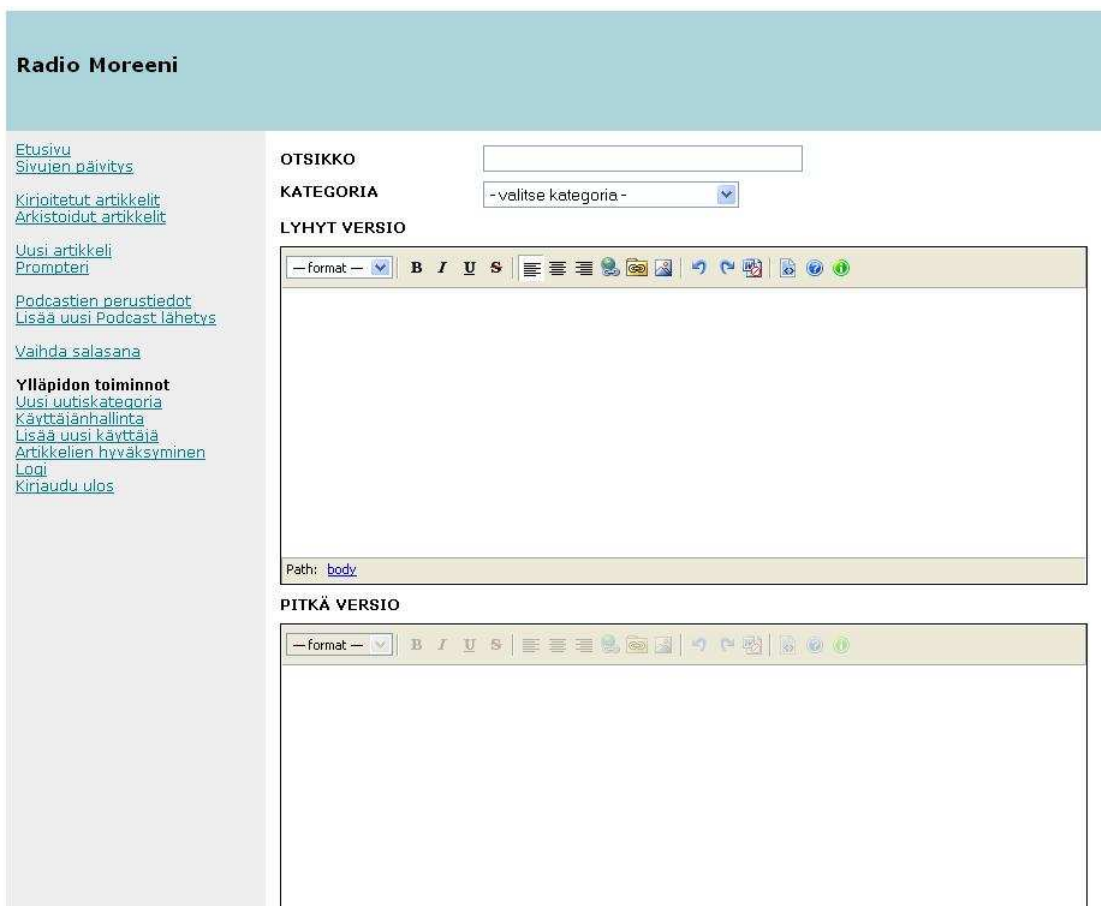 Radio Moreeni
Etusivu
Sivujen päivitys
Kirjoitetut artikkelit
Arkistoidut artikkelit
Uusi artikkeli
Prompteri
Podcastien perustiedot
Lisää uusi Podcast lähetys
Vaihda salasana
Ylläpidon toiminnot
Uusi uutiskategoria
Käyttäjänhallinta
Lisää uusi käyttäjä
Artikkelien hyväksyminen
Logi
Kirjaudu ulos
OTSIKKO
KATEGORIA - valitse kategoria -
LYHYT VERSIO
— format — B I U S
Path: body
PITKÄ VERSIO
— format — B I U S